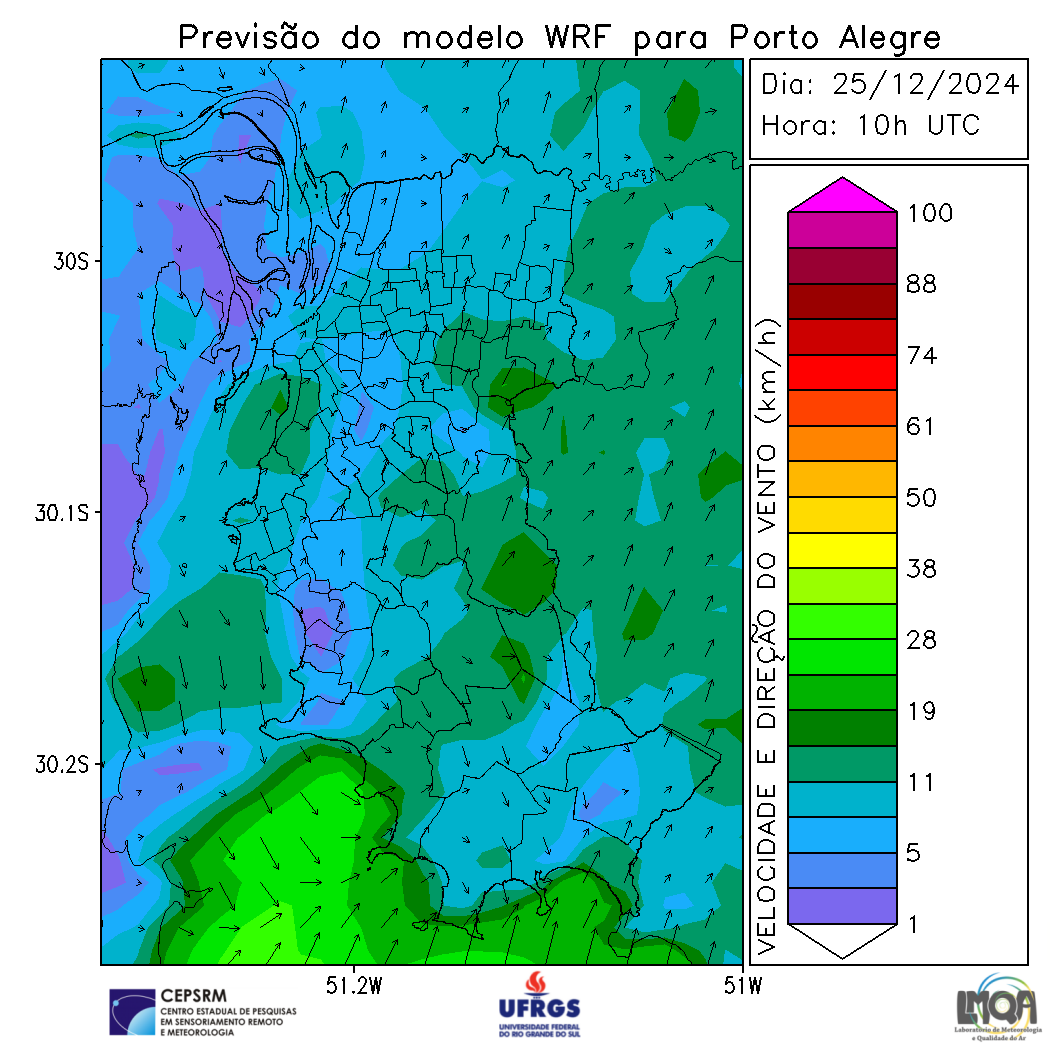 Previsão do modelo WRF para Porto Alegre
Dia: 25/12/2024
Hora: 10h UTC
30S
30.1S
30.2S
51.2W
51W
VELOCIDADE E DIREÇÃO DO VENTO (km/h)
100
88
74
61
50
38
28
19
11
5
1
CEPSRM
CENTRO ESTADUAL DE PESQUISAS
EM SENSORIAMENTO REMOTO
E METEOROLOGIA
UFRGS
UNIVERSIDADE FEDERAL
DO RIO GRANDE DO SUL
LMQA
Laboratório de Meteorologia
e Qualidade do Ar